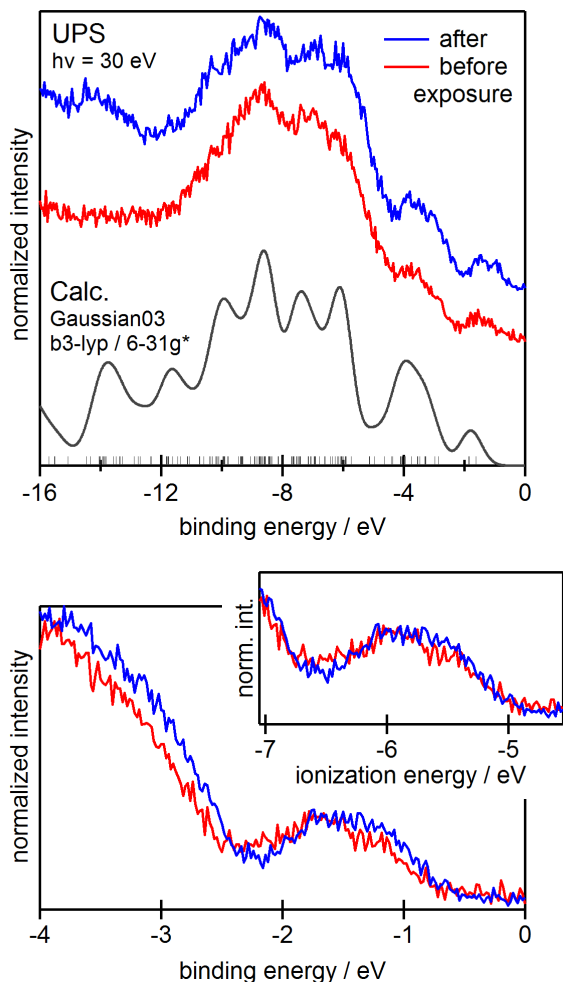 UPS
hν = 30 eV
after
before
exposure
normalized intensity
Calc.
Gaussian03
b3-lyp / 6-31g*
-16 -12 -8 -4 0
binding energy / eV
normalized intensity
norm. int.
-7 -6 -5
ionization energy / eV
-4 -3 -2 -1 0
binding energy / eV